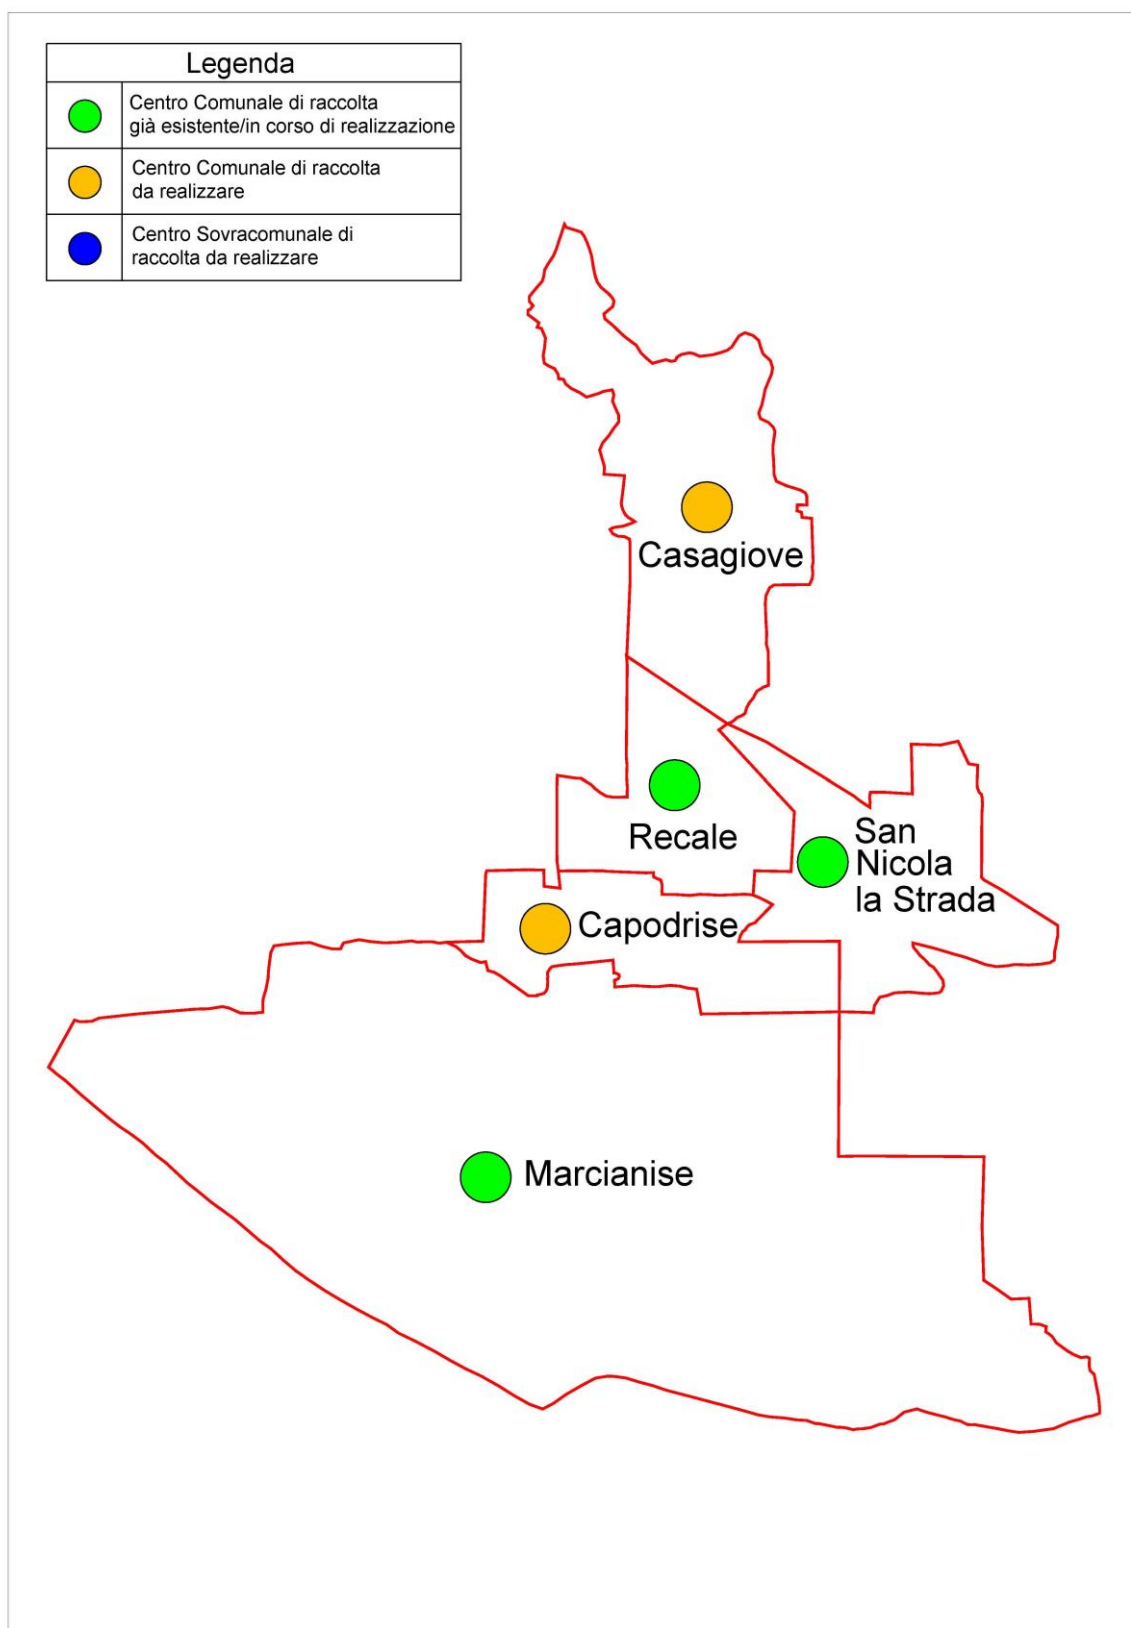 Legenda
Centro Comunale di raccolta
già esistente/in corso di realizzazione
Centro Comunale di raccolta
da realizzare
Centro Sovracomunale di
raccolta da realizzare
Casagiove
Recale
San
Nicola
la Strada
Capodrise
Marcianise